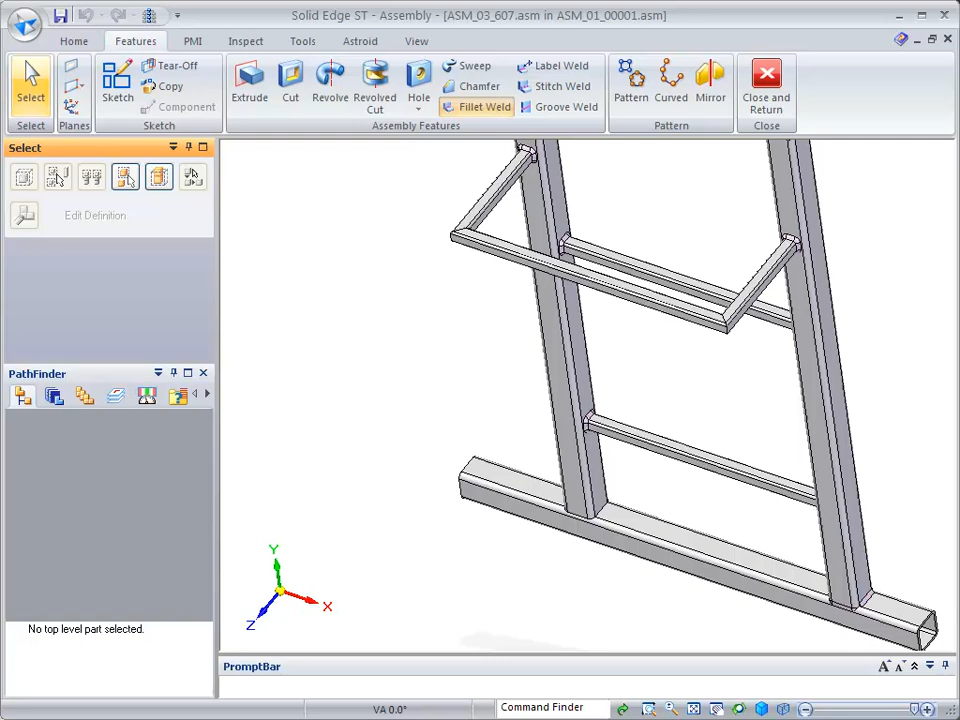 Solid Edge ST - Assembly - [ASM_03_607.asm in ASM_01_00001.asm]
Home Features PMI Inspect Tools Astroid View
Select
Select
Planes
Sketch
Tear-Off
Copy
Component
Sketch
Extrude
Cut
Revolve
Revolved Cut
Hole
Sweep
Chamfer
Fillet Weld
Label Weld
Stitch Weld
Groove Weld
Assembly Features
Pattern
Curved
Mirror
Pattern
Close and Return
Close
Select
Edit Definition
PathFinder
No top level part selected.
Y
X
Z
PromptBar
VA 0.0°
Command Finder